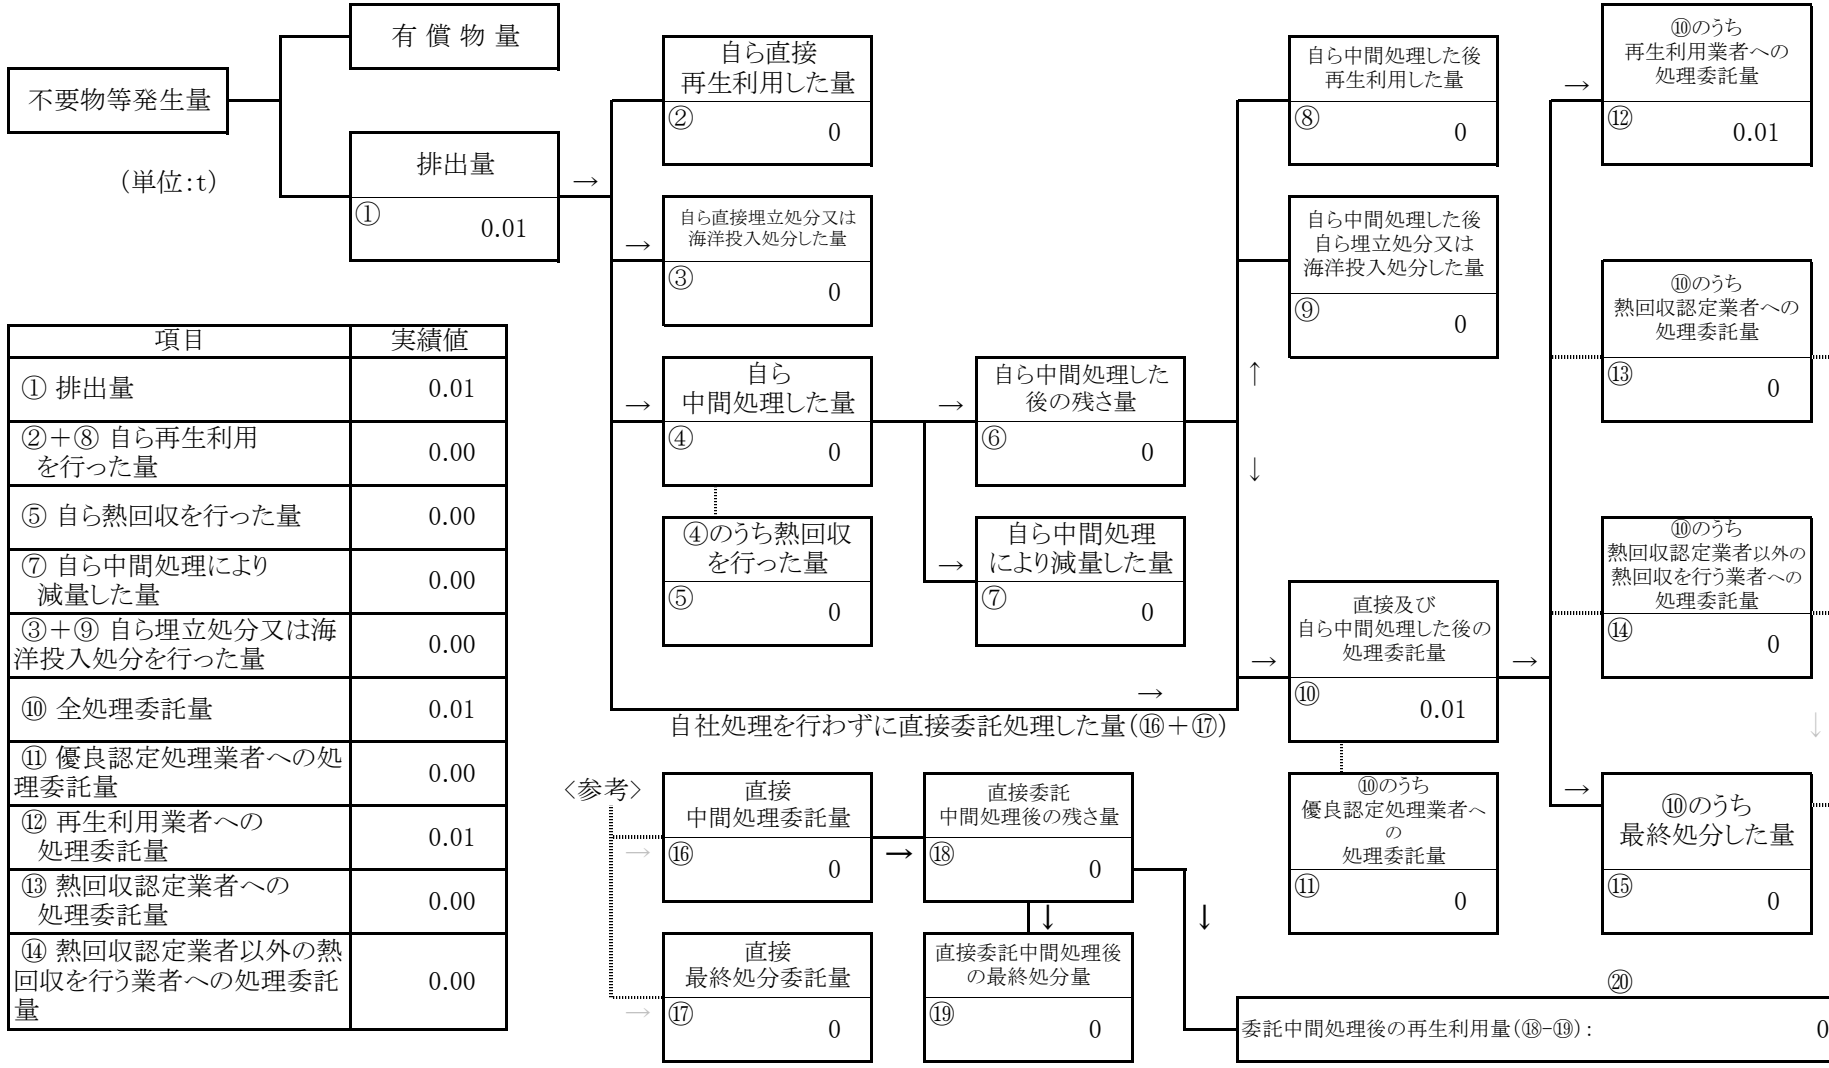 有 償 物 量
不要物等発生量
（単位：t）
排出量
①
0.01
→
自ら直接
再生利用した量
②
0
→
自ら直接埋立処分又は
海洋投入処分した量
③
0
→
自ら
中間処理した量
④
0
④のうち熱回収
を行った量
⑤
0
→
自ら中間処理した
後の残さ量
⑥
0
→
自ら中間処理
により減量した量
⑦
0
自ら中間処理した後
再生利用した量
⑧
0
自ら中間処理した後
自ら埋立処分又は
海洋投入処分した量
⑨
0
↑
↓
→
自社処理を行わずに直接委託処理した量（⑯＋⑰）
→
直接及び
自ら中間処理した後の
処理委託量
⑩
0.01
⑩のうち
優良認定処理業者へ
の
処理委託量
⑪
0
→
→
⑩のうち
再生利用業者への
処理委託量
⑫
0.01
⑩のうち
熱回収認定業者への
処理委託量
⑬
0
⑩のうち
熱回収認定業者以外の
熱回収を行う業者への
処理委託量
⑭
0
↓
→
⑩のうち
最終処分した量
⑮
0
項目 実績値
① 排出量 0.01
②＋⑧ 自ら再生利用
を行った量 0.00
⑤ 自ら熱回収を行った量 0.00
⑦ 自ら中間処理により
減量した量 0.00
③＋⑨ 自ら埋立処分又は海
洋投入処分を行った量 0.00
⑩ 全処理委託量 0.01
⑪ 優良認定処理業者への処
理委託量 0.00
⑫ 再生利用業者への
処理委託量 0.01
⑬ 熱回収認定業者への
処理委託量 0.00
⑭ 熱回収認定業者以外の熱
回収を行う業者への処理委託
量 0.00
〈参考〉
→
直接
中間処理委託量
⑯
0
→
直接委託
中間処理後の残さ量
⑱
0
↓
↓
→
直接
最終処分委託量
⑰
0
直接委託中間処理後
の最終処分量
⑲
0
⑳
委託中間処理後の再生利用量（⑱-⑲）： 0